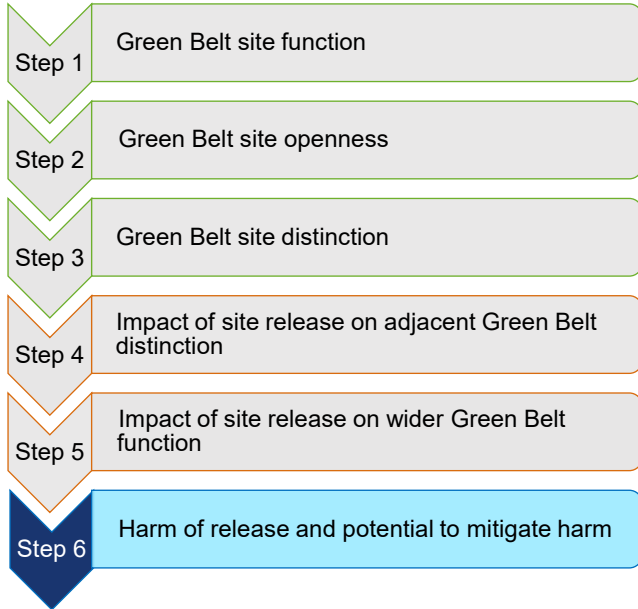 Step 1
Green Belt site function
Step 2
Green Belt site openness
Step 3
Green Belt site distinction
Step 4
Impact of site release on adjacent Green Belt
distinction
Step 5
Impact of site release on wider Green Belt
function
Step 6
Harm of release and potential to mitigate harm